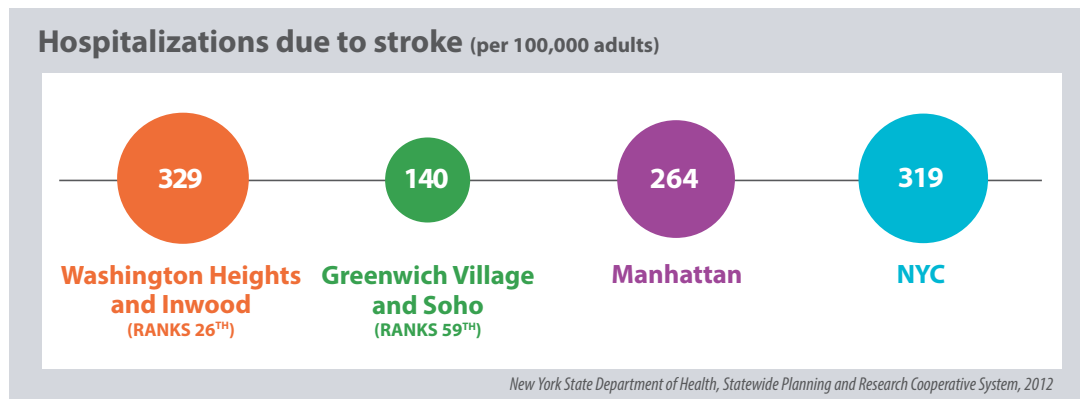 Hospitalizations due to stroke (per 100,000 adults)
329
140
264
319
Washington Heights
and Inwood
(RANKS 26TH)
Greenwich Village
and Soho
(RANKS 59TH)
Manhattan
NYC
New York State Department of Health, Statewide Planning and Research Cooperative System, 2012